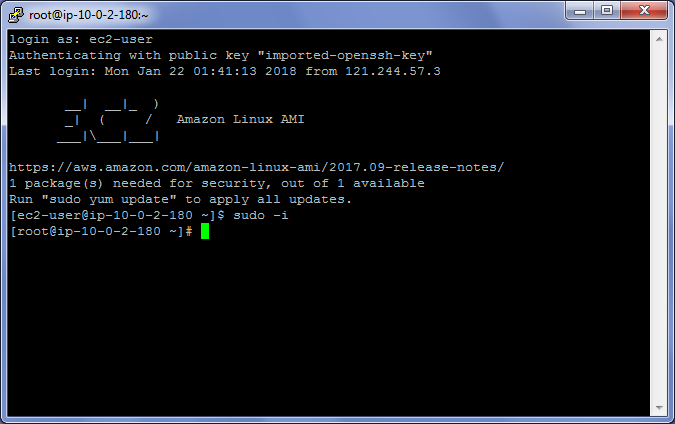 root@ip-10-0-2-180:~
login as: ec2-user
Authenticating with public key "imported-openssh-key"
Last login: Mon Jan 22 01:41:13 2018 from 121.244.57.3
       __|  __|_  )
       _|  (     /   Amazon Linux AMI
      ___|\___|___|
https://aws.amazon.com/amazon-linux-ami/2017.09-release-notes/
1 package(s) needed for security, out of 1 available
Run "sudo yum update" to apply all updates.
[ec2-user@ip-10-0-2-180 ~]$ sudo -i
[root@ip-10-0-2-180 ~]#